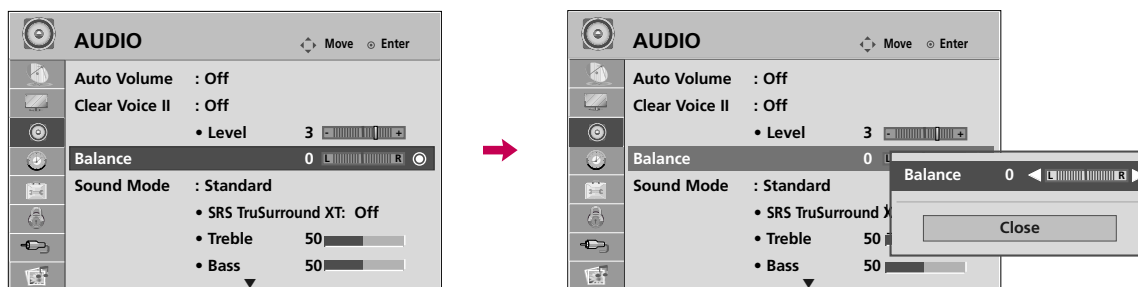 AUDIO Move Enter
Auto Volume : Off
Clear Voice II : Off
• Level 3 - +
Balance 0 L R
Sound Mode : Standard
• SRS TruSurround XT: Off
• Treble 50
• Bass 50
AUDIO Move Enter
Auto Volume : Off
Clear Voice II : Off
• Level 3 - +
Balance 0 L
Sound Mode : Standard
• SRS TruSurround X
• Treble 50
• Bass 50
Balance 0 L R
Close